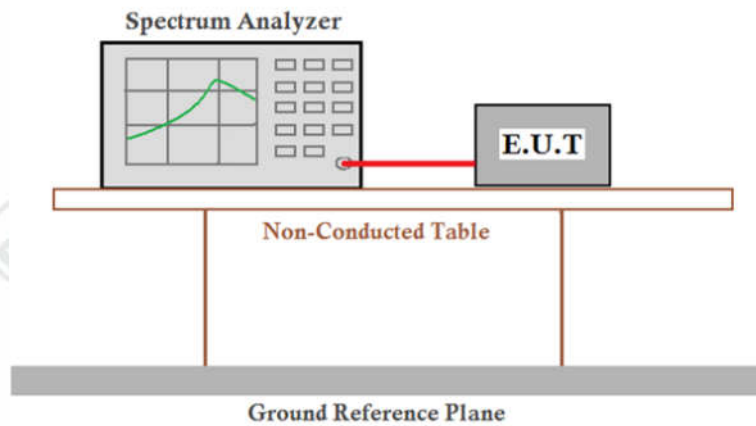 Spectrum Analyzer
E.U.T
Non-Conducted Table
Ground Reference Plane